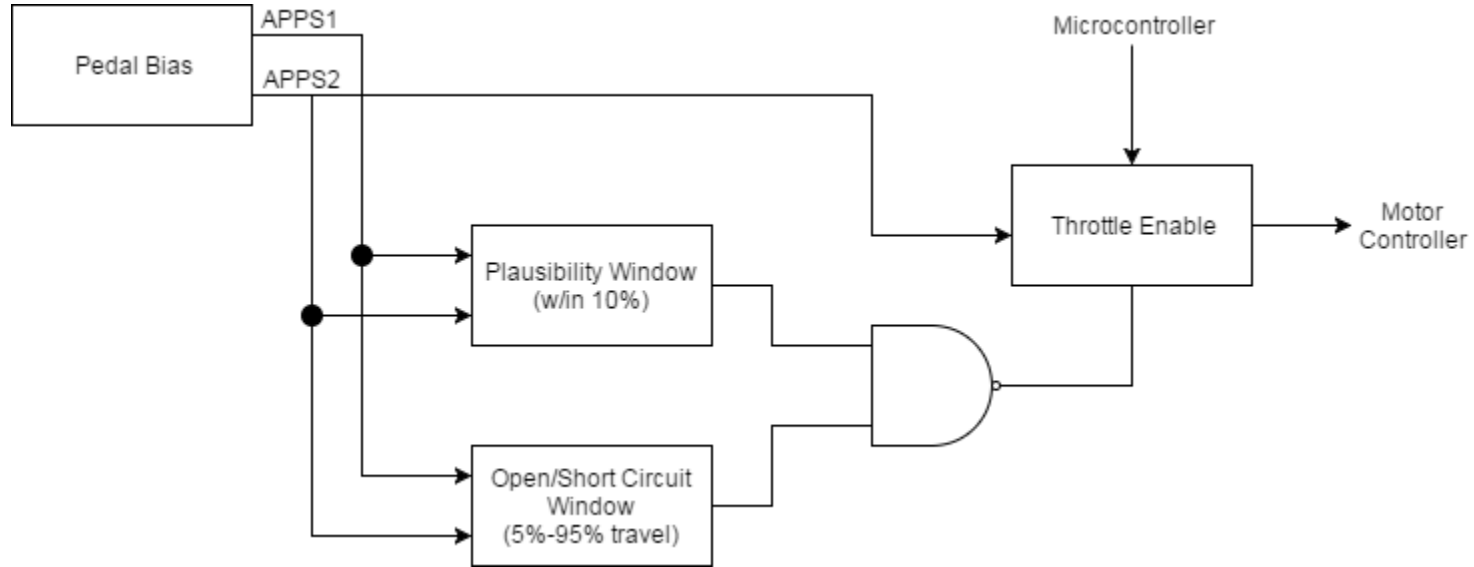 APPS1
Pedal Bias
APPS2
Microcontroller
Throttle Enable
Motor
Controller
Plausibility Window
(w/in 10%)
Open/Short Circuit
Window
(5%-95% travel)